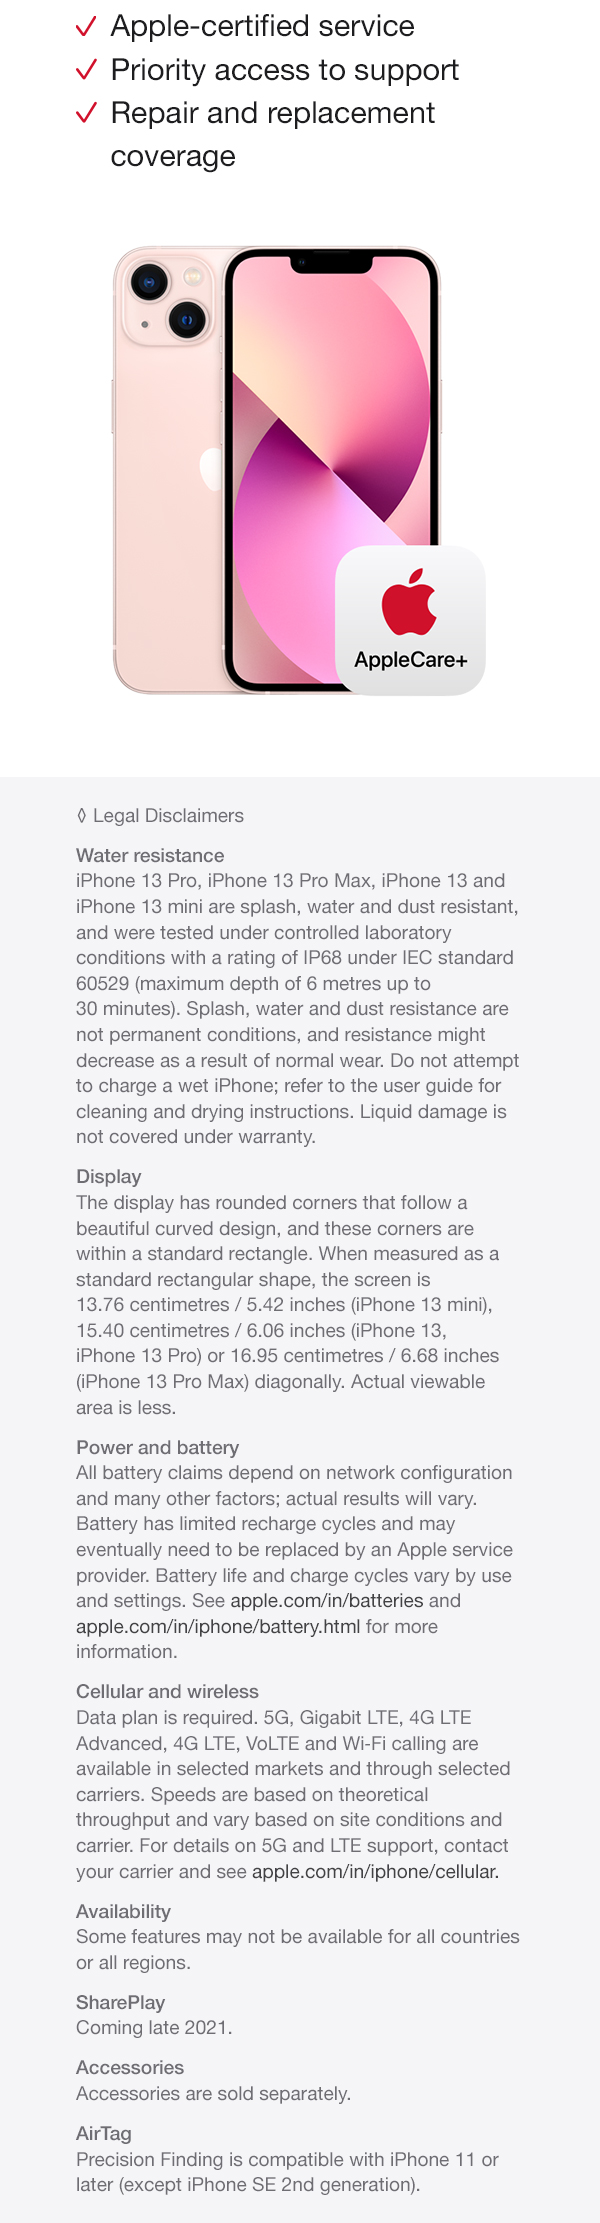 Apple-certified service
Priority access to support
Repair and replacement
coverage
AppleCare+
◊ Legal Disclaimers
Water resistance
iPhone 13 Pro, iPhone 13 Pro Max, iPhone 13 and
iPhone 13 mini are splash, water and dust resistant,
and were tested under controlled laboratory
conditions with a rating of IP68 under IEC standard
60529 (maximum depth of 6 metres up to
30 minutes). Splash, water and dust resistance are
not permanent conditions, and resistance might
decrease as a result of normal wear. Do not attempt
to charge a wet iPhone; refer to the user guide for
cleaning and drying instructions. Liquid damage is
not covered under warranty.
Display
The display has rounded corners that follow a
beautiful curved design, and these corners are
within a standard rectangle. When measured as a
standard rectangular shape, the screen is
13.76 centimetres / 5.42 inches (iPhone 13 mini),
15.40 centimetres / 6.06 inches (iPhone 13,
iPhone 13 Pro) or 16.95 centimetres / 6.68 inches
(iPhone 13 Pro Max) diagonally. Actual viewable
area is less.
Power and battery
All battery claims depend on network configuration
and many other factors; actual results will vary.
Battery has limited recharge cycles and may
eventually need to be replaced by an Apple service
provider. Battery life and charge cycles vary by use
and settings. See apple.com/in/batteries and
apple.com/in/iphone/battery.html for more
information.
Cellular and wireless
Data plan is required. 5G, Gigabit LTE, 4G LTE
Advanced, 4G LTE, VoLTE and Wi-Fi calling are
available in selected markets and through selected
carriers. Speeds are based on theoretical
throughput and vary based on site conditions and
carrier. For details on 5G and LTE support, contact
your carrier and see apple.com/in/iphone/cellular.
Availability
Some features may not be available for all countries
or all regions.
SharePlay
Coming late 2021.
Accessories
Accessories are sold separately.
AirTag
Precision Finding is compatible with iPhone 11 or
later (except iPhone SE 2nd generation).